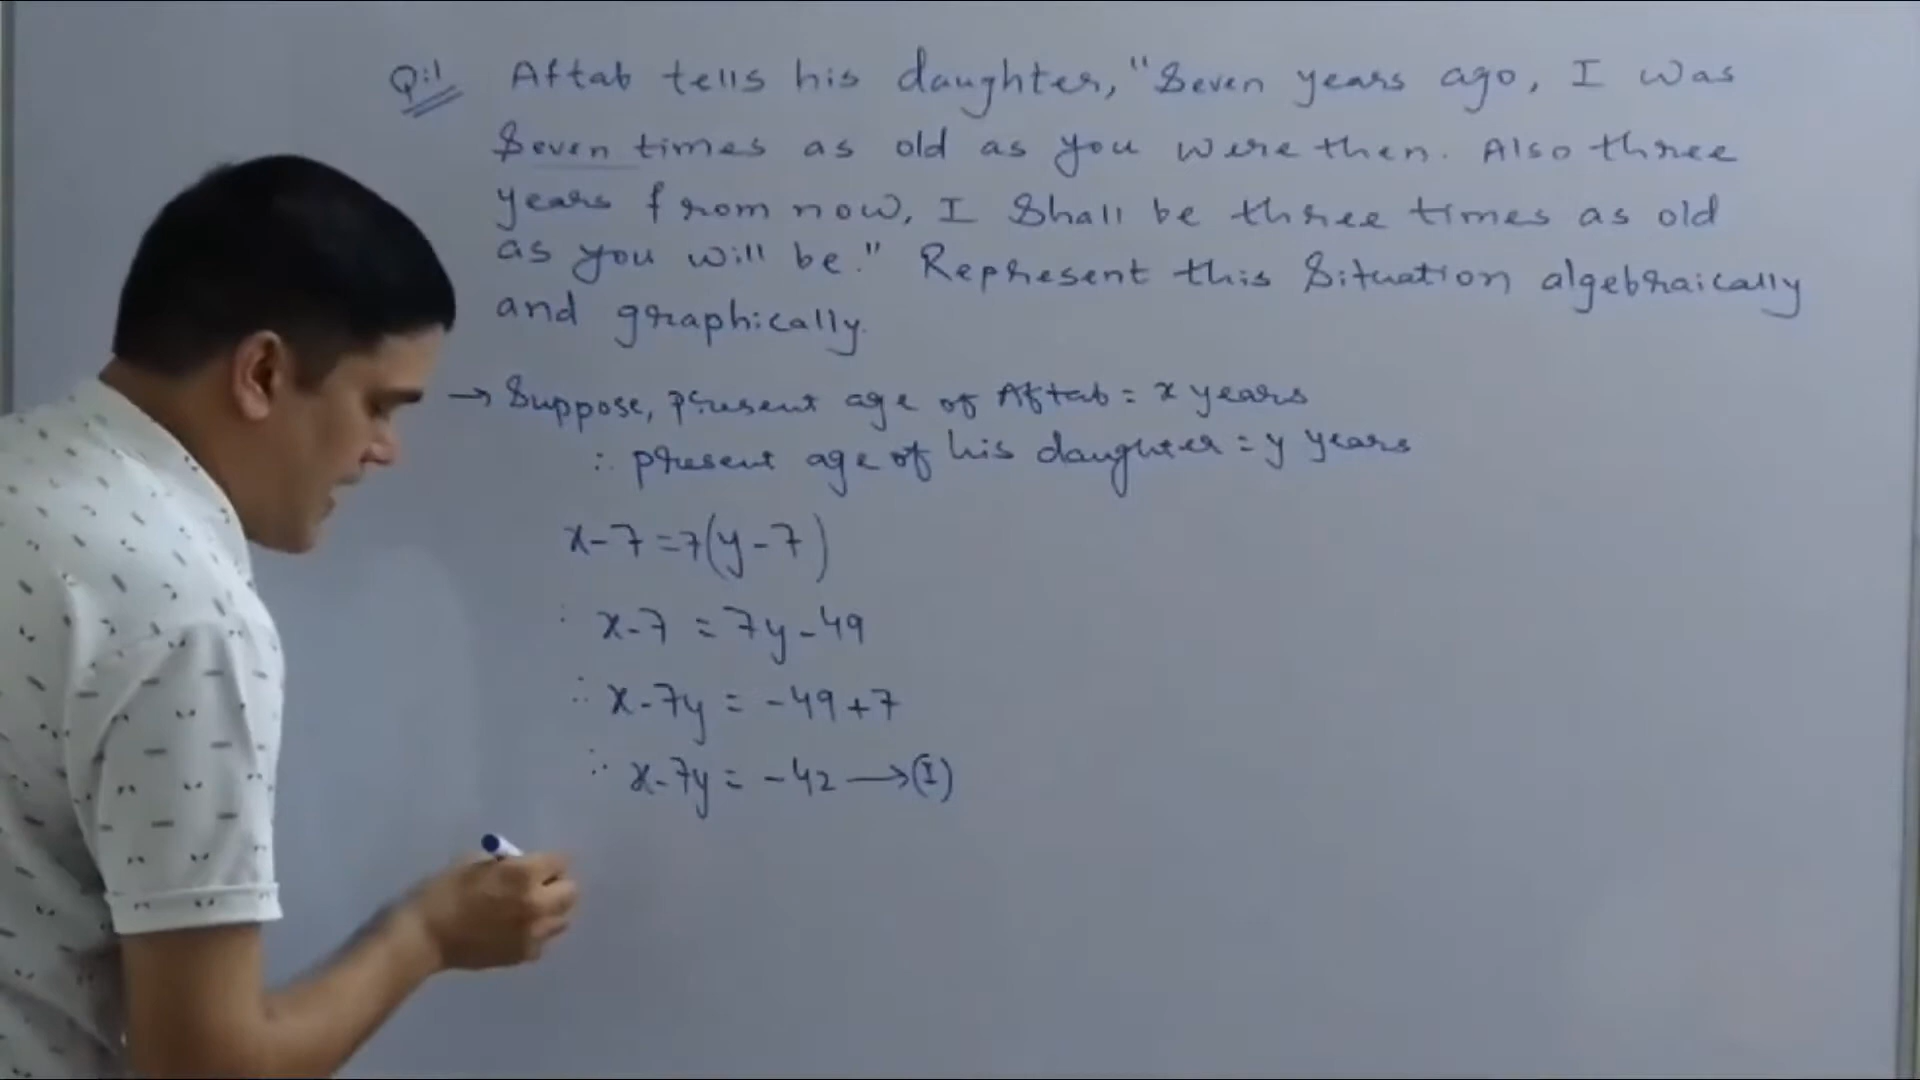 Q:1 Aftab tells his daughter, "Seven years ago, I was
Seven times as old as you were then. Also three
years from now, I shall be three times as old
as you will be." Represent this Situation algebraically
and graphically.
→ Suppose, present age of Aftab = x years
∴ present age of his daughter = y years
x-7 = 7(y-7)
∴ x-7 = 7y-49
∴ x-7y = -49+7
∴ x-7y = -42 → (I)